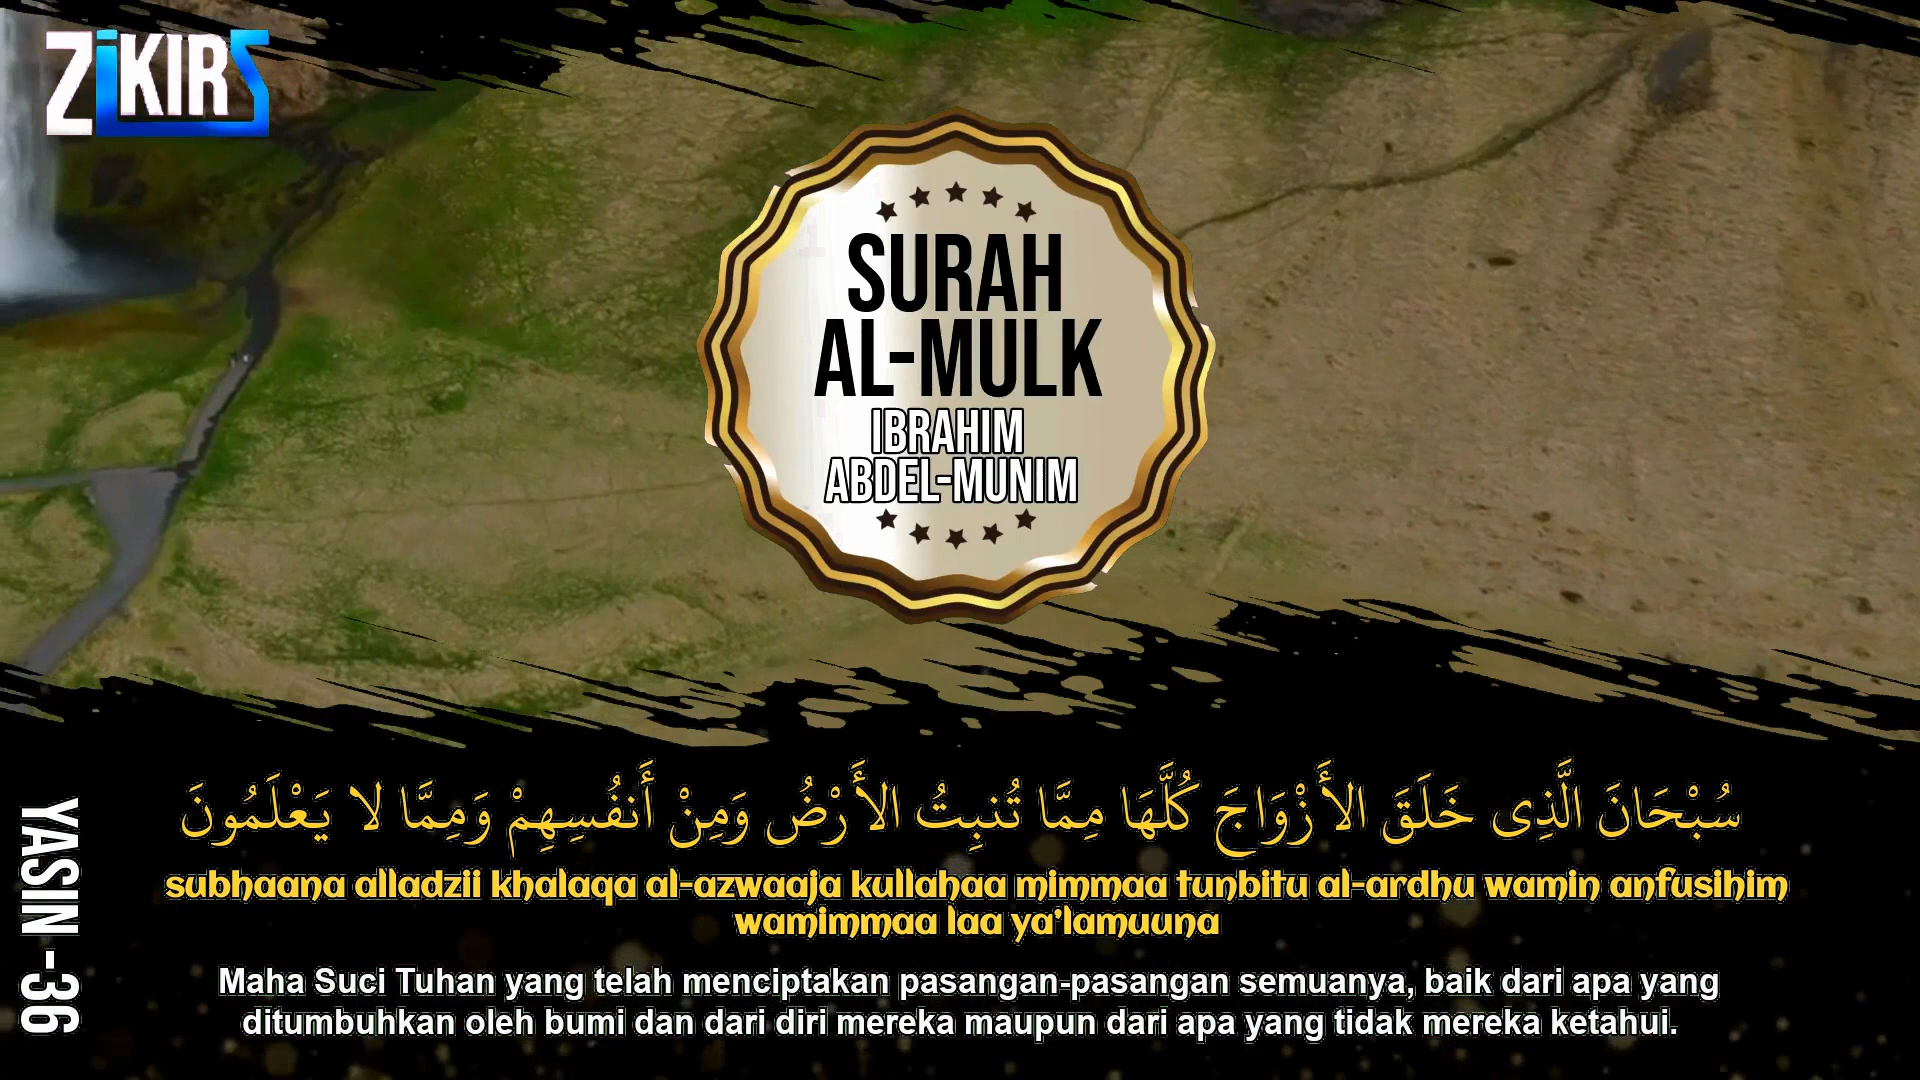 ZiKIRS
SURAH
AL-MULK
IBRAHIM
ABDEL-MUNIM
سُبْحَانَ الَّذِى خَلَقَ الأَزْوَاجَ كُلَّهَا مِمَّا تُنبِتُ الأَرْضُ وَمِنْ أَنفُسِهِمْ وَمِمَّا لا يَعْلَمُونَ
subhaana alladzii khalaqa al-azwaaja kullahaa mimmaa tunbitu al-ardhu wamin anfusihim
wamimmaa laa ya'lamuuna
Maha Suci Tuhan yang telah menciptakan pasangan-pasangan semuanya, baik dari apa yang
ditumbuhkan oleh bumi dan dari diri mereka maupun dari apa yang tidak mereka ketahui.
YASIN -36